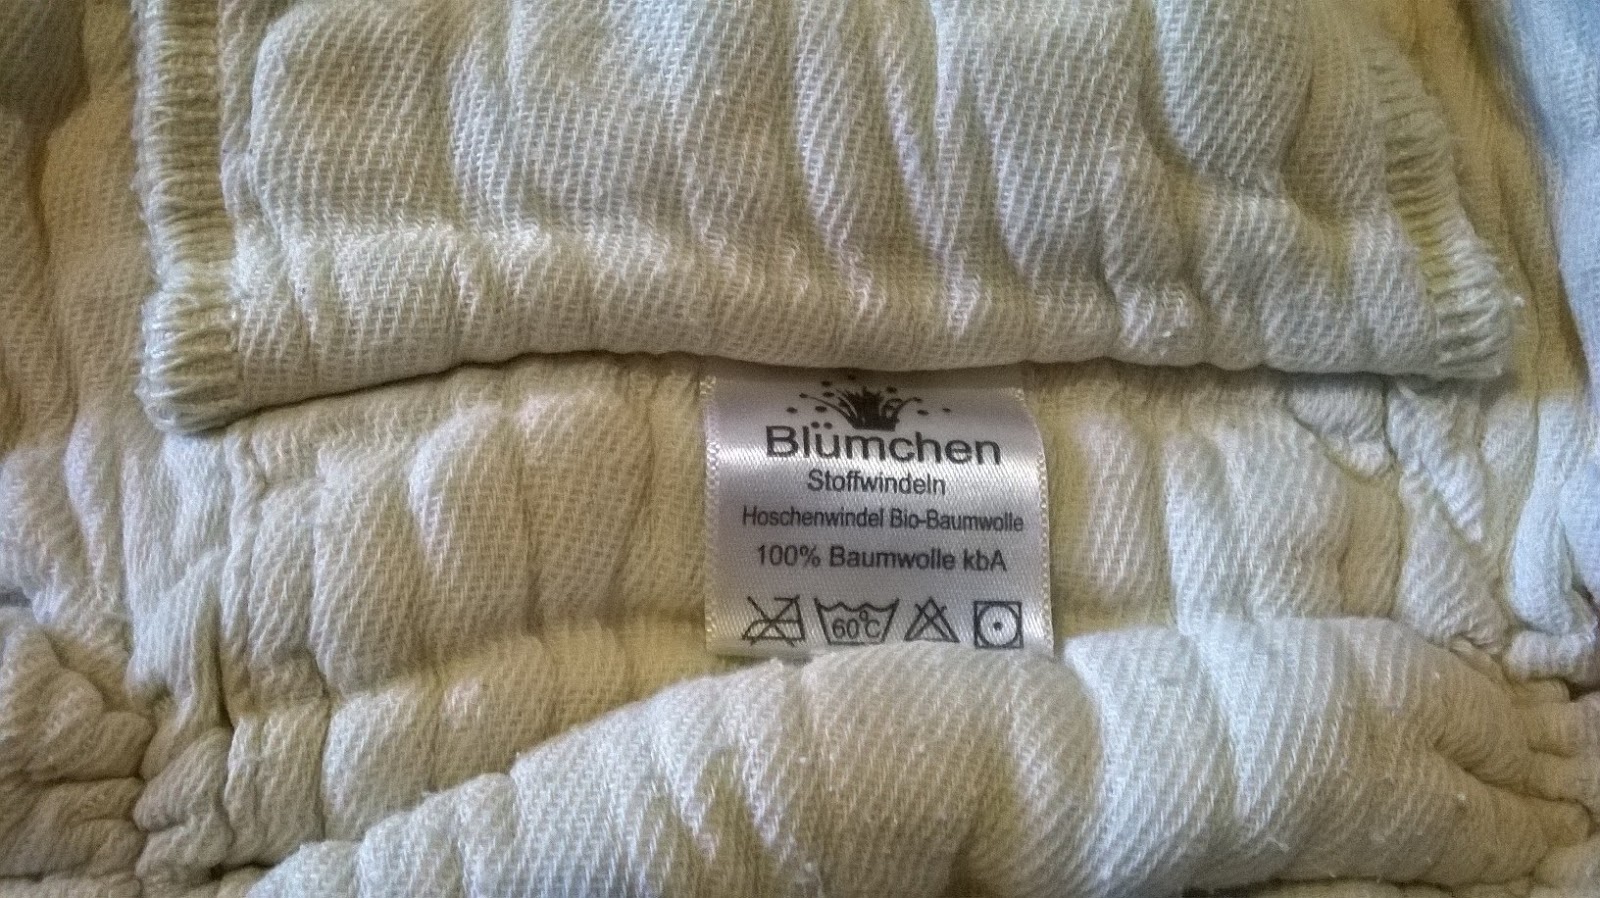 Blümchen
Stoffwindeln
Hoschenwindel Bio-Baumwolle
100% Baumwolle kbA
60°C